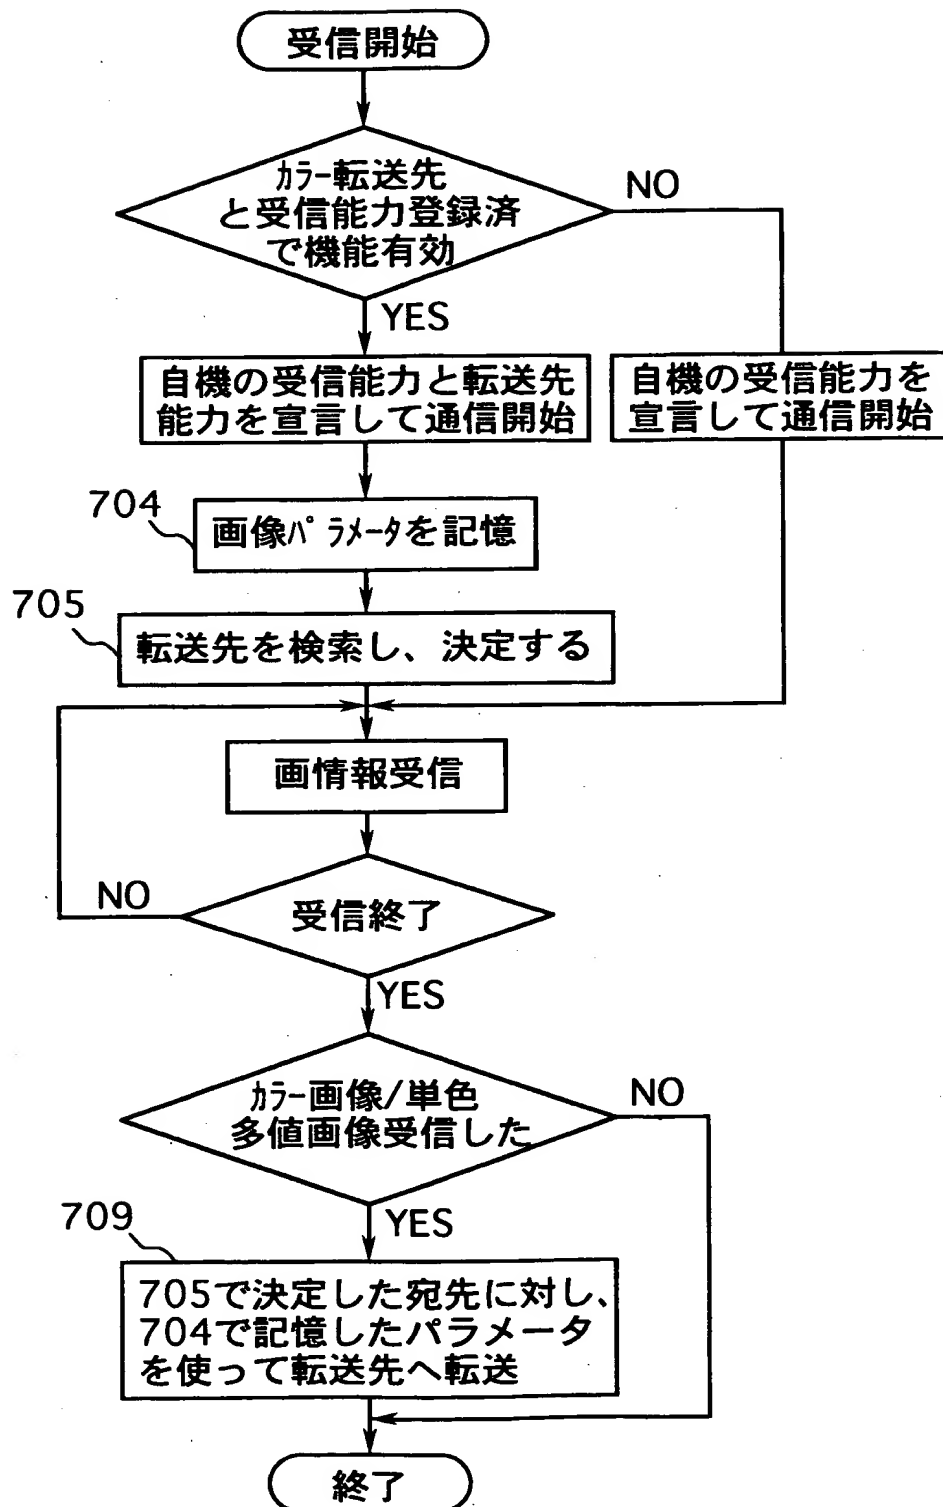 受信開始
カラー転送先
と受信能力登録済
で機能有効
NO
YES
自機の受信能力と転送先
能力を宣言して通信開始
自機の受信能力を
宣言して通信開始
704
画像パラメータを記憶
705
転送先を検索し、決定する
画情報受信
NO
受信終了
YES
カラー画像/単色
多値画像受信した
NO
YES
709
705で決定した宛先に対し、
704で記憶したパラメータ
を使って転送先へ転送
終了